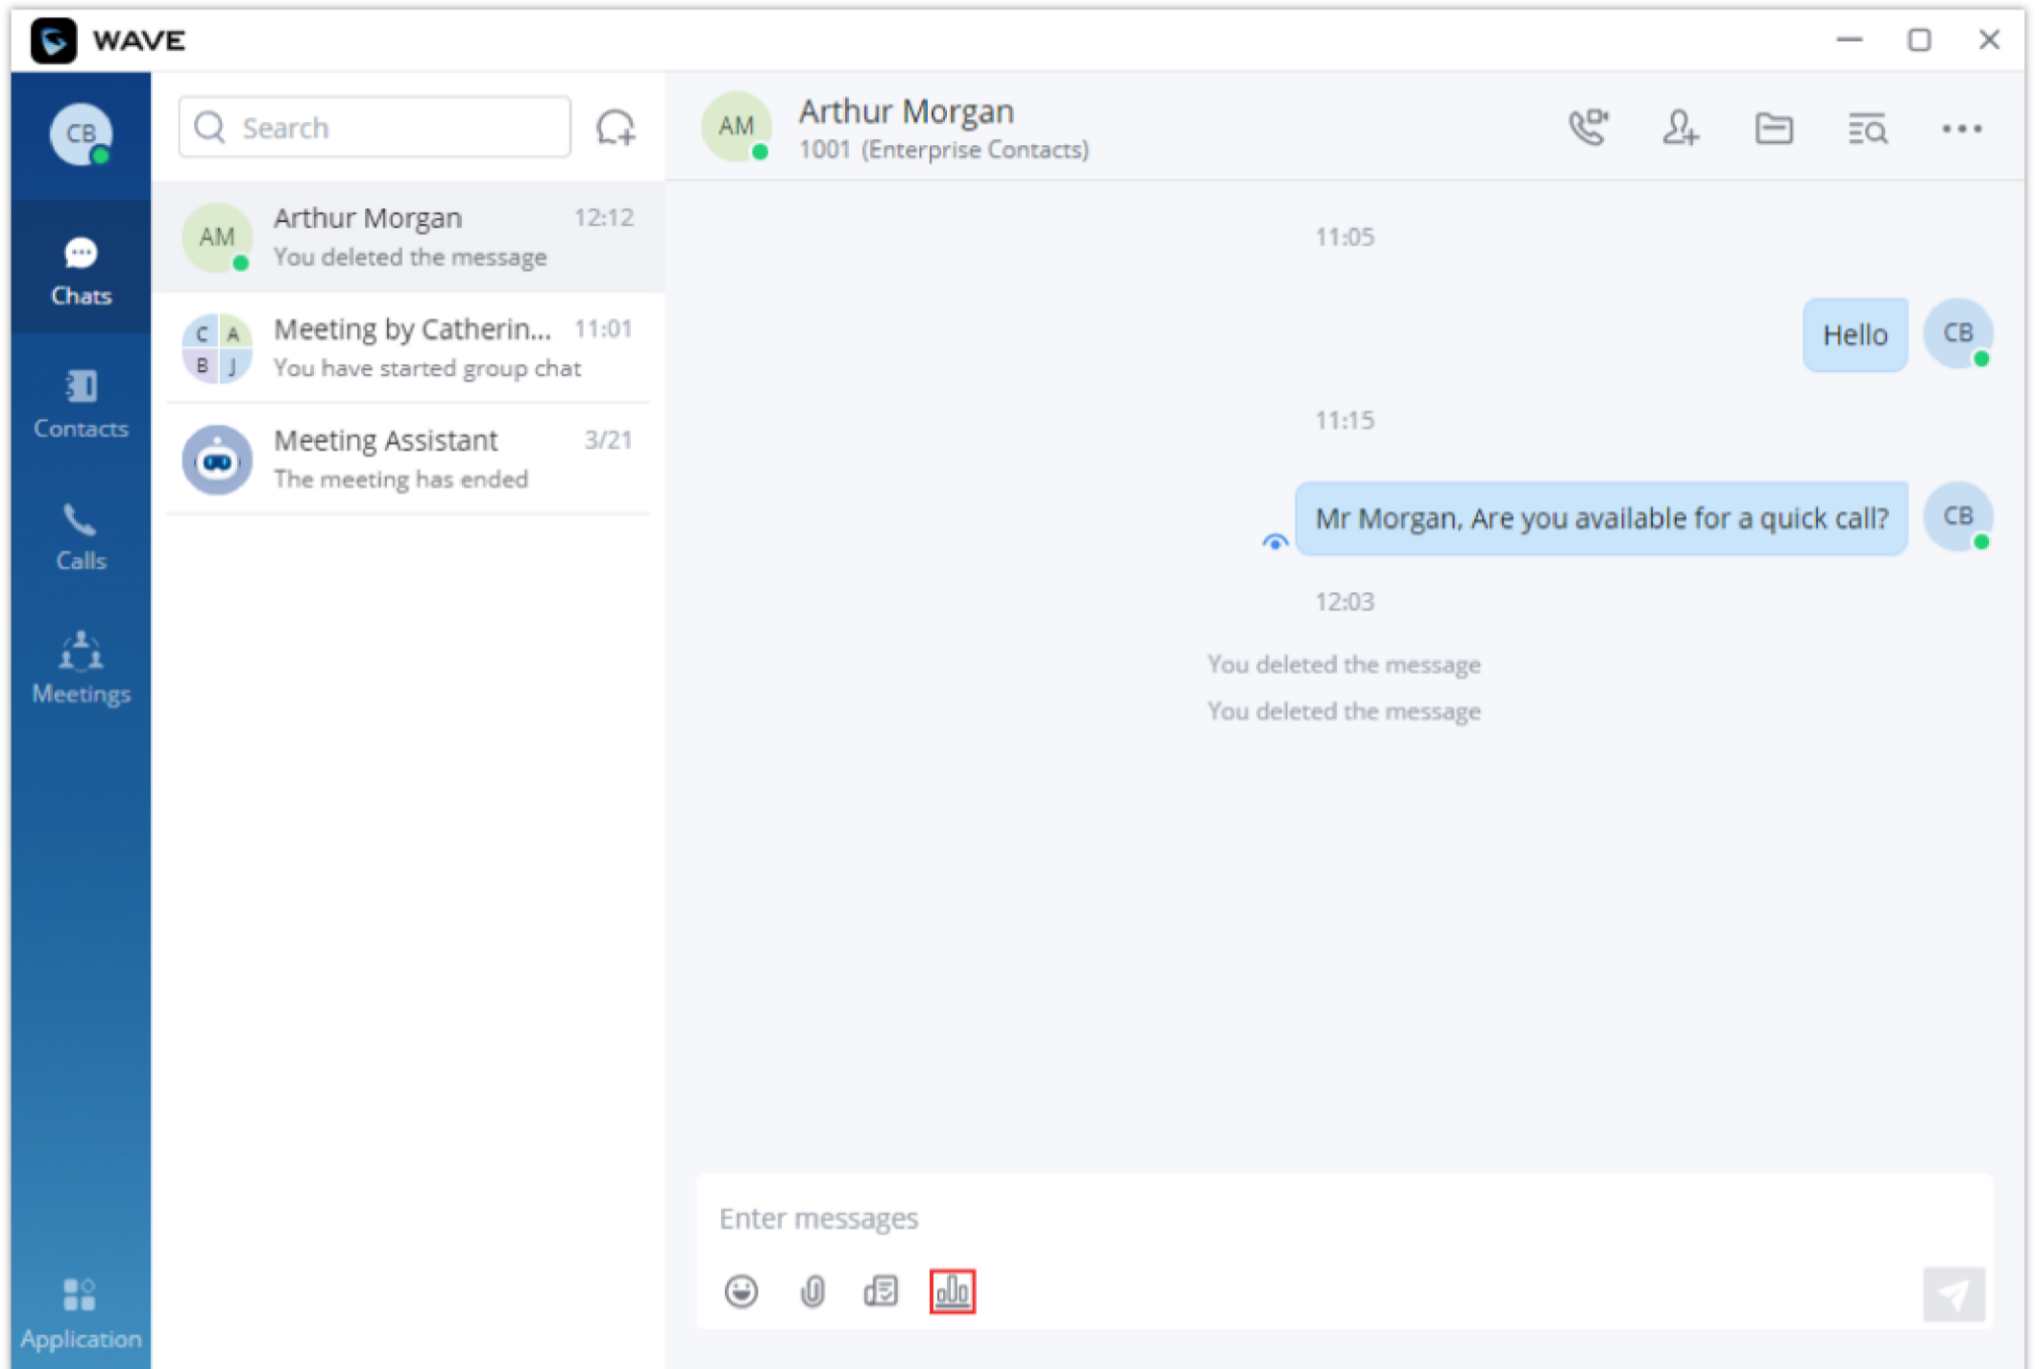 WAVE
CB
Chats
Contacts
Calls
Meetings
Application
Search
AM
Arthur Morgan 12:12
You deleted the message
C A
B J
Meeting by Catherin... 11:01
You have started group chat
Meeting Assistant 3/21
The meeting has ended
AM
Arthur Morgan
1001 (Enterprise Contacts)
11:05
Hello CB
11:15
Mr Morgan, Are you available for a quick call? CB
12:03
You deleted the message
You deleted the message
Enter messages